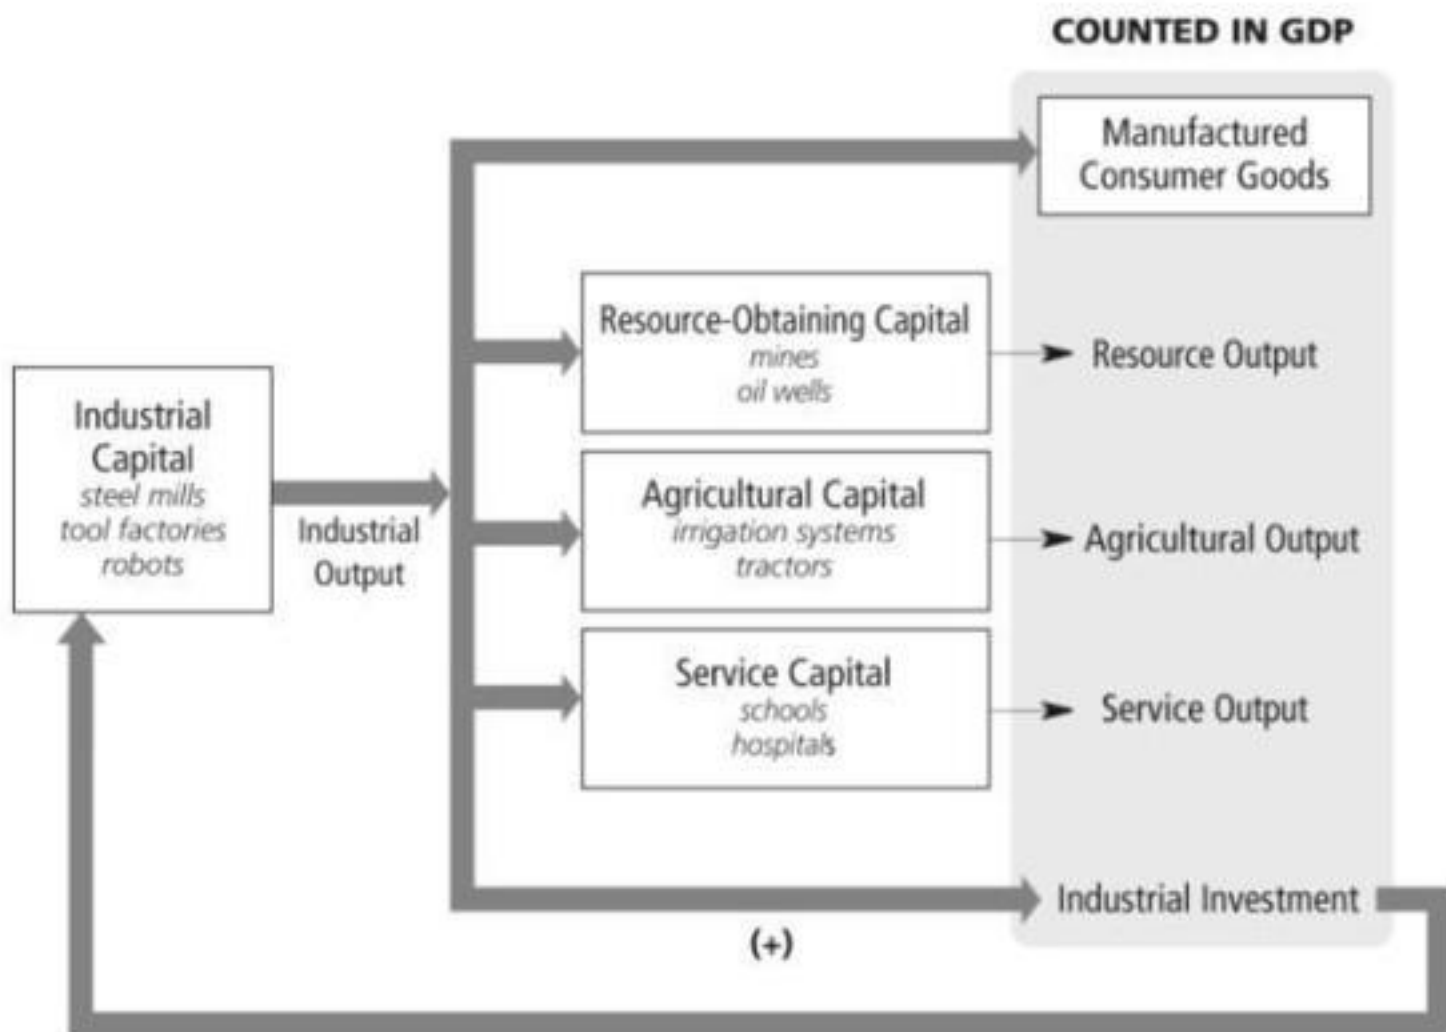 COUNTED IN GDP
Manufactured
Consumer Goods
Resource-Obtaining Capital
mines
oil wells
Resource Output
Industrial
Capital
steel mills
tool factories
robots
Industrial
Output
Agricultural Capital
irrigation systems
tractors
Agricultural Output
Service Capital
schools
hospitals
Service Output
Industrial Investment
(+)